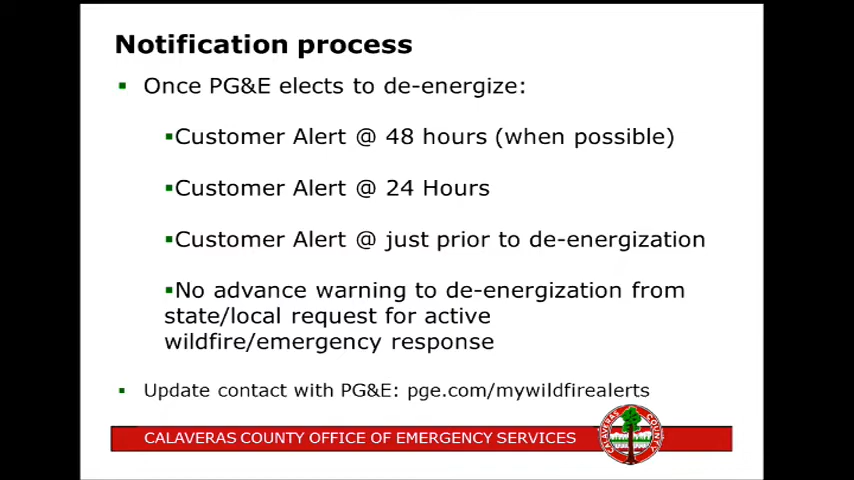 Notification process
▪ Once PG&E elects to de-energize:
▪Customer Alert @ 48 hours (when possible)
▪Customer Alert @ 24 Hours
▪Customer Alert @ just prior to de-energization
▪No advance warning to de-energization from
state/local request for active
wildfire/emergency response
▪ Update contact with PG&E: pge.com/mywildfirealerts
CALAVERAS COUNTY OFFICE OF EMERGENCY SERVICES
CALAVERAS
COUNTY